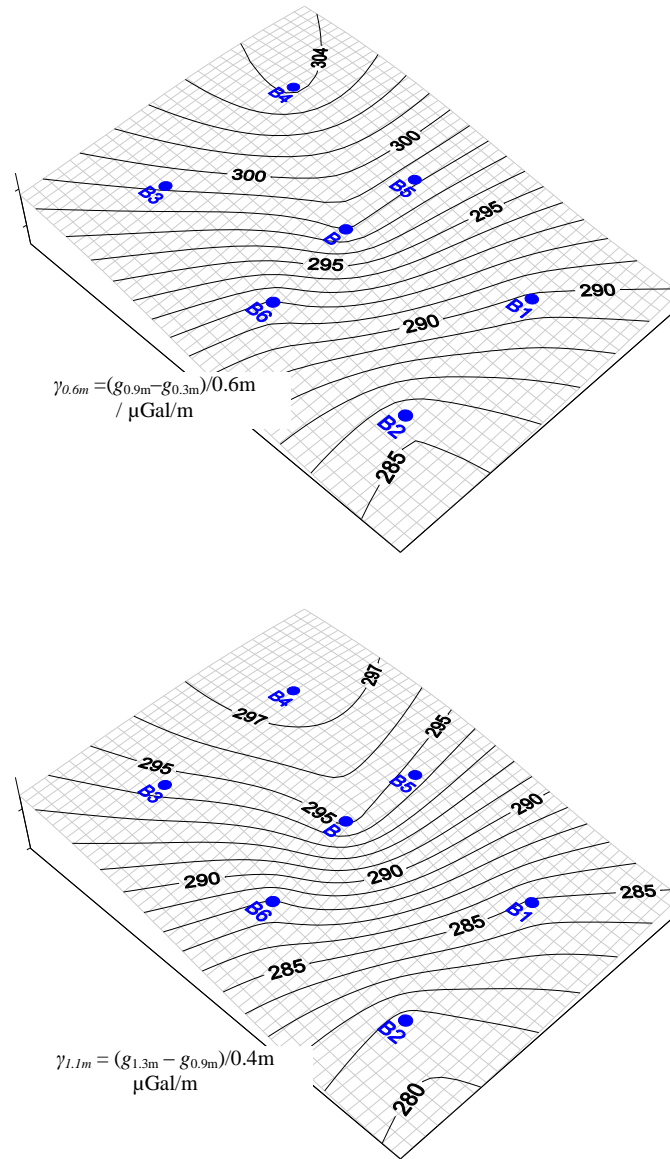 304
B4
300
300
B3
B5
295
B
295
290
B6
B1
290
γ0.6m =(g0.9m–g0.3m)/0.6m
/ µGal/m
B2
285
297
B4
297
295
295
B3
B5
295
290
B
290
290
285
B6
B1
285
285
B2
γ1.1m = (g1.3m – g0.9m)/0.4m
µGal/m
280